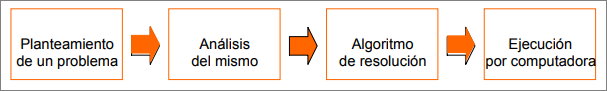 Planteamiento
de un problema
Análisis
del mismo
Algoritmo
de resolución
Ejecución
por computadora